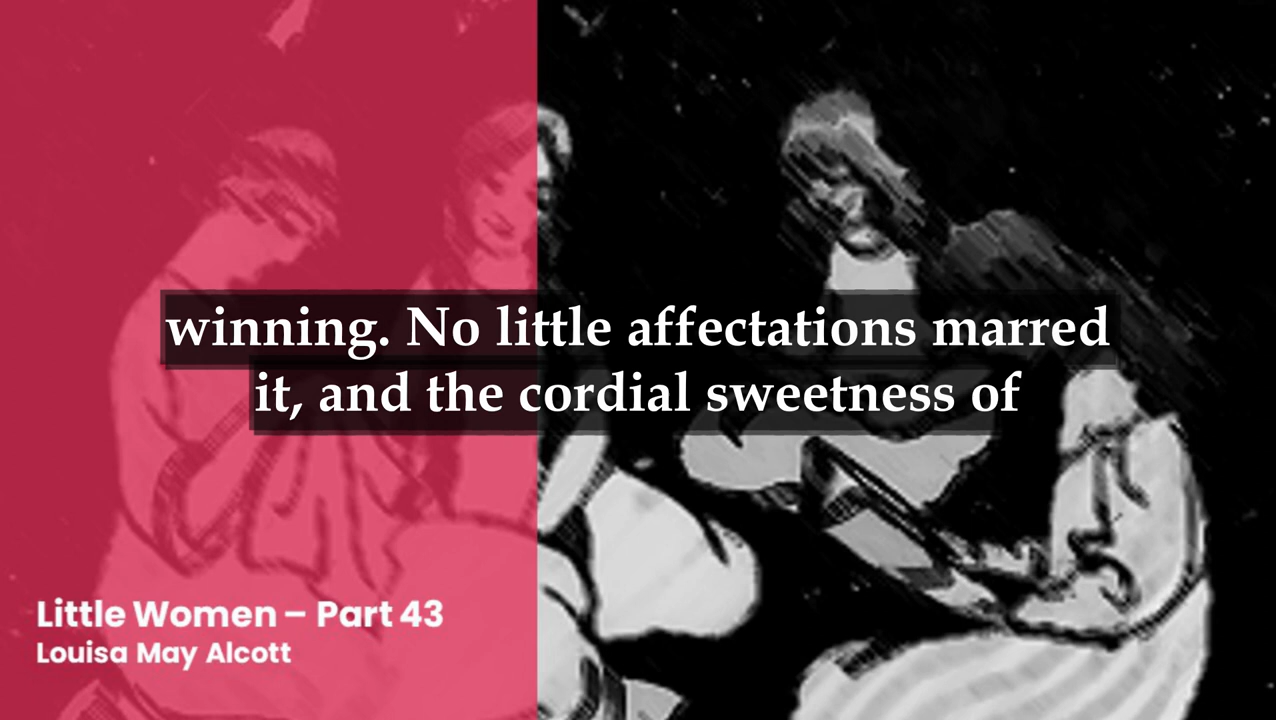 winning. No little affectations marred
it, and the cordial sweetness of
Little Women – Part 43
Louisa May Alcott